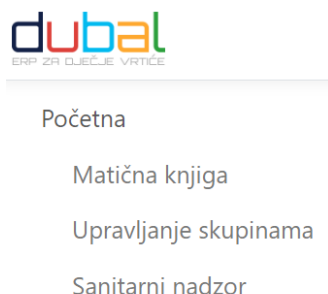 dubal
ERP ZA DJEČJE VRTIĆE
Početna
Matična knjiga
Upravljanje skupinama
Sanitarni nadzor